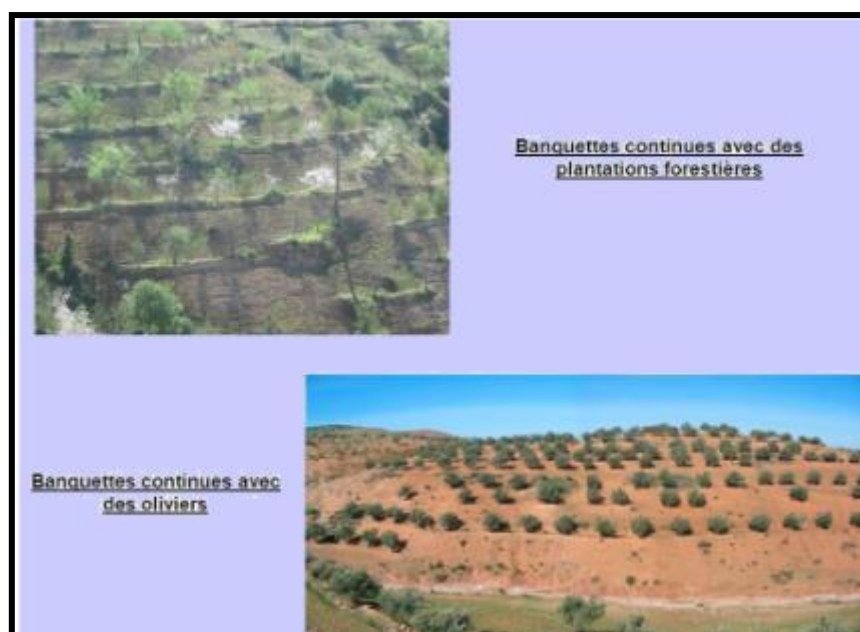 Banquettes continues avec des
plantations forestières
Banquettes continues avec
des oliviers